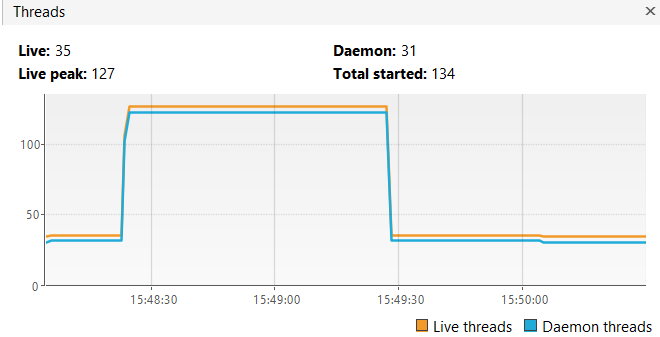 Threads
Live: 35 Daemon: 31
Live peak: 127 Total started: 134
100
50
0
15:48:30 15:49:00 15:49:30 15:50:00
Live threads Daemon threads